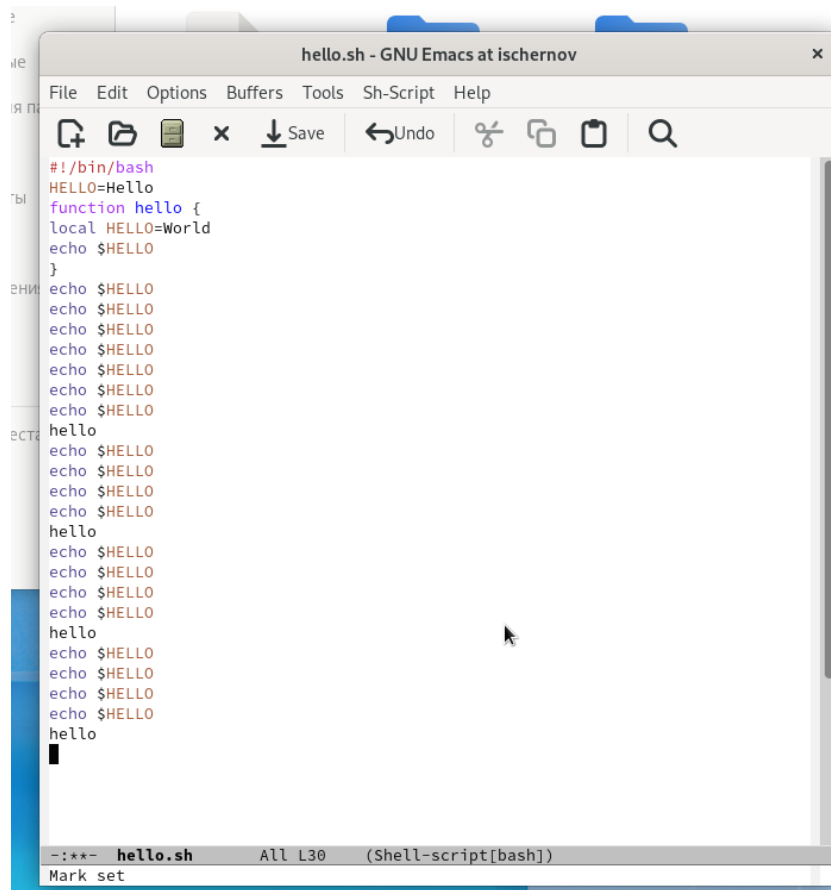 hello.sh - GNU Emacs at ischernov
File Edit Options Buffers Tools Sh-Script Help
Save Undo
#!/bin/bash
HELLO=Hello
function hello {
local HELLO=World
echo $HELLO
}
echo $HELLO
echo $HELLO
echo $HELLO
echo $HELLO
echo $HELLO
echo $HELLO
echo $HELLO
hello
echo $HELLO
echo $HELLO
echo $HELLO
echo $HELLO
hello
echo $HELLO
echo $HELLO
echo $HELLO
echo $HELLO
hello
echo $HELLO
echo $HELLO
echo $HELLO
echo $HELLO
hello
-:**- hello.sh All L30 (Shell-script[bash])
Mark set